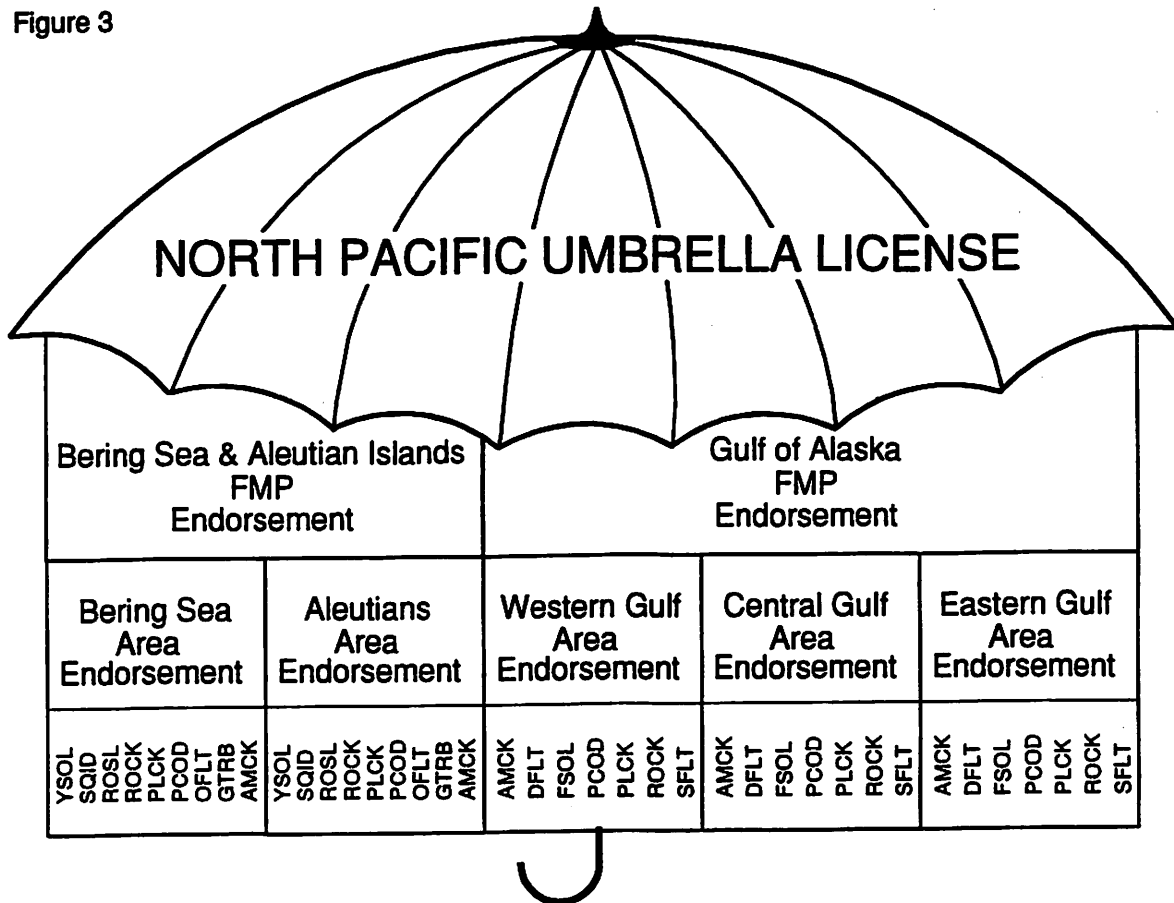 Figure 3
NORTH PACIFIC UMBRELLA LICENSE
Bering Sea & Aleutian Islands
FMP
Endorsement
Gulf of Alaska
FMP
Endorsement
Bering Sea
Area
Endorsement
Aleutians
Area
Endorsement
Western Gulf
Area
Endorsement
Central Gulf
Area
Endorsement
Eastern Gulf
Area
Endorsement
YSOL
SQID
ROSL
ROCK
PLCK
PCOD
OFLT
GTRB
AMCK
YSOL
SQID
ROSL
ROCK
PLCK
PCOD
OFLT
GTRB
AMCK
AMCK
DFLT
FSOL
PCOD
PLCK
ROCK
SFLT
AMCK
DFLT
FSOL
PCOD
PLCK
ROCK
SFLT
AMCK
DFLT
FSOL
PCOD
PLCK
ROCK
SFLT